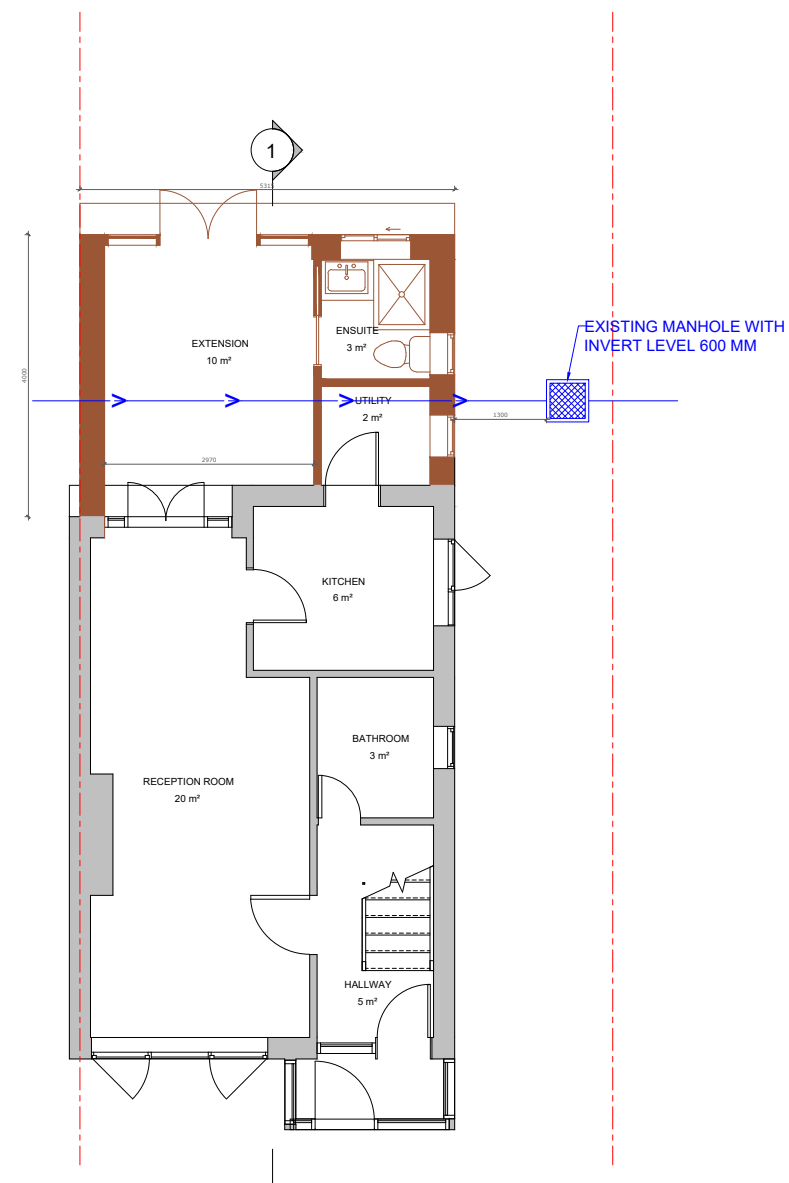 1
5315
EXISTING MANHOLE WITH
INVERT LEVEL 600 MM
ENSUITE
3 m²
EXTENSION
10 m²
4000
UTILITY
2 m²
1300
2970
KITCHEN
6 m²
BATHROOM
3 m²
RECEPTION ROOM
20 m²
HALLWAY
5 m²